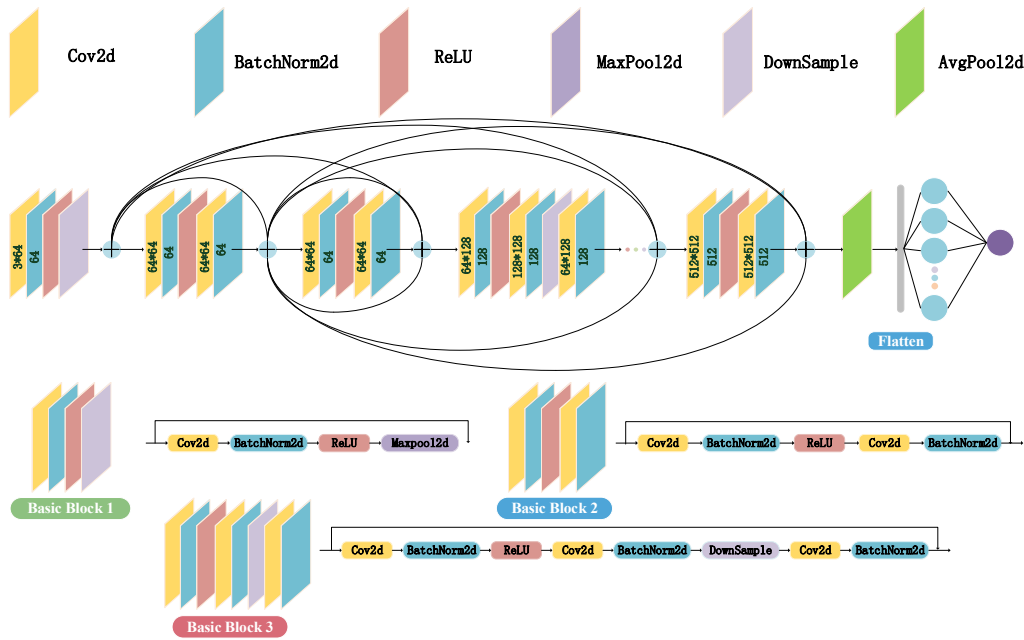 Cov2d
BatchNorm2d
ReLU
MaxPool2d
DownSample
AvgPool2d
3*64
64
64*64
64
64*64
64
64*64
64
64*64
64
64*128
128
128*128
128
64*128
128
512*512
512
512*512
512
Flatten
Cov2d
BatchNorm2d
ReLU
Maxpool2d
Basic Block 1
Cov2d
BatchNorm2d
ReLU
Cov2d
BatchNorm2d
Basic Block 2
Cov2d
BatchNorm2d
ReLU
Cov2d
BatchNorm2d
DownSample
Cov2d
BatchNorm2d
Basic Block 3